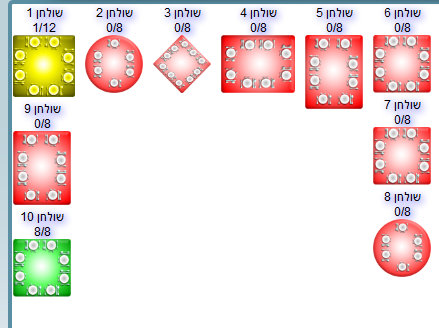 שולחן 1
1/12
שולחן 2
0/8
שולחן 3
0/8
שולחן 4
0/8
שולחן 5
0/8
שולחן 6
0/8
שולחן 9
0/8
שולחן 7
0/8
שולחן 10
8/8
שולחן 8
0/8